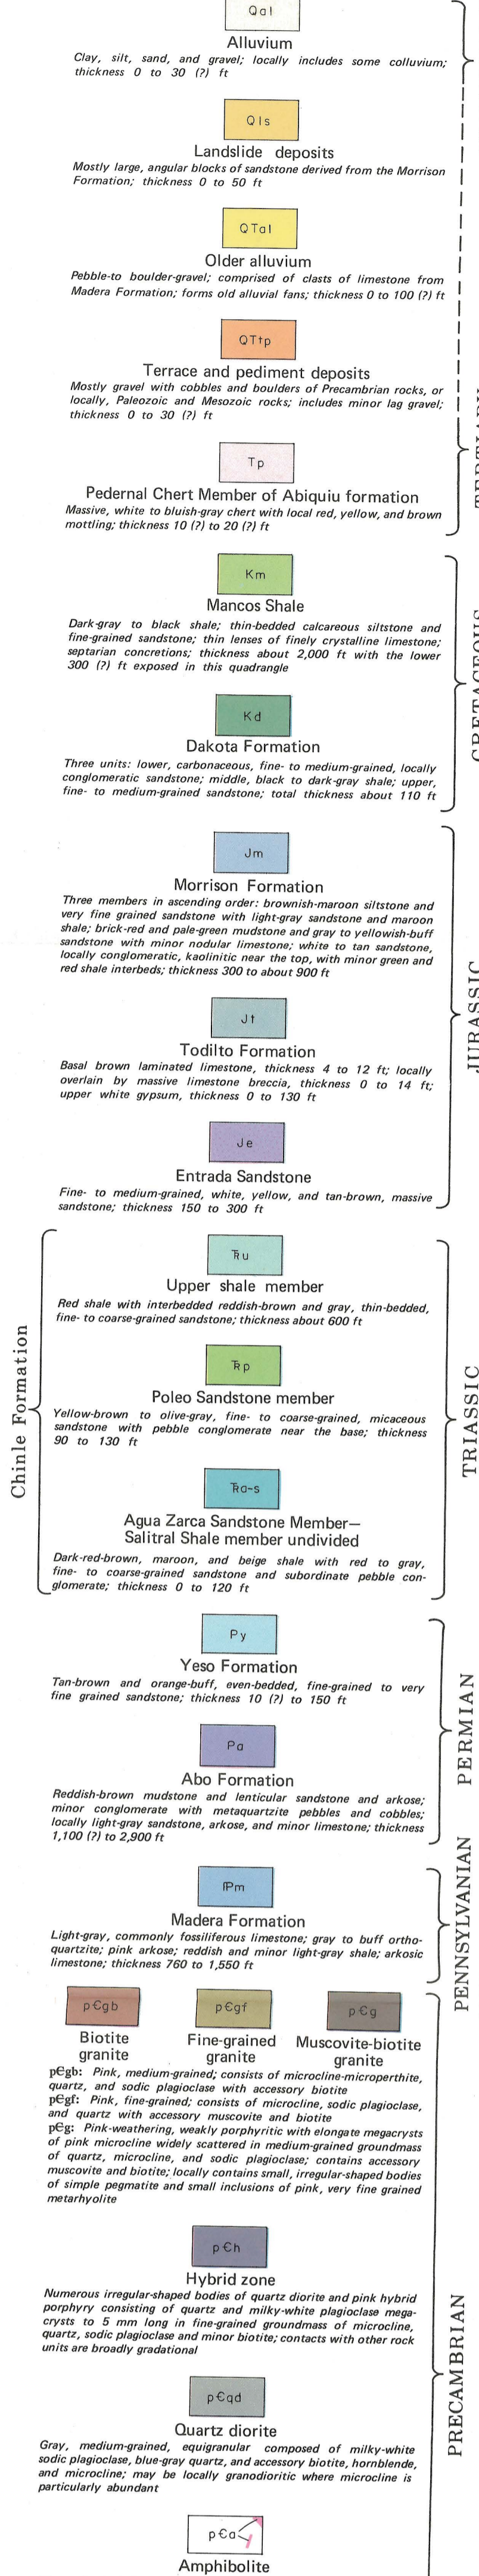 Qal
Alluvium
Clay, silt, sand, and gravel; locally includes some colluvium;
thickness 0 to 30 (?) ft
Qls
Landslide deposits
Mostly large, angular blocks of sandstone derived from the Morrison
Formation; thickness 0 to 50 ft
QTal
Older alluvium
Pebble-to boulder-gravel; comprised of clasts of limestone from
Madera Formation; forms old alluvial fans; thickness 0 to 100 (?) ft
QTtp
Terrace and pediment deposits
Mostly gravel with cobbles and boulders of Precambrian rocks, or
locally, Paleozoic and Mesozoic rocks; includes minor lag gravel;
thickness 0 to 30 (?) ft
Tp
Pedernal Chert Member of Abiquiu formation
Massive, white to bluish-gray chert with local red, yellow, and brown
mottling; thickness 10 (?) to 20 (?) ft
TERTIARY
Km
Mancos Shale
Dark-gray to black shale; thin-bedded calcareous siltstone and
fine-grained sandstone; thin lenses of finely crystalline limestone;
septarian concretions; thickness about 2,000 ft with the lower
300 (?) ft exposed in this quadrangle
Kd
Dakota Formation
Three units: lower, carbonaceous, fine- to medium-grained, locally
conglomeratic sandstone; middle, black to dark-gray shale; upper,
fine- to medium-grained sandstone; total thickness about 110 ft
CRETACEOUS
Jm
Morrison Formation
Three members in ascending order: brownish-maroon siltstone and
very fine grained sandstone with light-gray sandstone and maroon
shale; brick-red and pale-green mudstone and gray to yellowish-buff
sandstone with minor nodular limestone; white to tan sandstone,
locally conglomeratic, kaolinitic near the top, with minor green and
red shale interbeds; thickness 300 to about 900 ft
Jt
Todilto Formation
Basal brown laminated limestone, thickness 4 to 12 ft; locally
overlain by massive limestone breccia, thickness 0 to 14 ft;
upper white gypsum, thickness 0 to 130 ft
Je
Entrada Sandstone
Fine- to medium-grained, white, yellow, and tan-brown, massive
sandstone; thickness 150 to 300 ft
JURASSIC
Chinle Formation
T̶Ru
Upper shale member
Red shale with interbedded reddish-brown and gray, thin-bedded,
fine- to coarse-grained sandstone; thickness about 600 ft
T̶Rp
Poleo Sandstone member
Yellow-brown to olive-gray, fine- to coarse-grained, micaceous
sandstone with pebble conglomerate near the base; thickness
90 to 130 ft
T̶Ra-s
Agua Zarca Sandstone Member—
Salitral Shale member undivided
Dark-red-brown, maroon, and beige shale with red to gray,
fine- to coarse-grained sandstone and subordinate pebble con-
glomerate; thickness 0 to 120 ft
TRIASSIC
Py
Yeso Formation
Tan-brown and orange-buff, even-bedded, fine-grained to very
fine grained sandstone; thickness 10 (?) to 150 ft
Pa
Abo Formation
Reddish-brown mudstone and lenticular sandstone and arkose;
minor conglomerate with metaquartzite pebbles and cobbles;
locally light-gray sandstone, arkose, and minor limestone; thickness
1,100 (?) to 2,900 ft
PERMIAN
ℙm
Madera Formation
Light-gray, commonly fossiliferous limestone; gray to buff ortho-
quartzite; pink arkose; reddish and minor light-gray shale; arkosic
limestone; thickness 760 to 1,550 ft
PENNSYLVANIAN
p€gb p€gf p€g
Biotite granite
Fine-grained granite
Muscovite-biotite granite
p€gb: Pink, medium-grained; consists of microcline-microperthite,
quartz, and sodic plagioclase with accessory biotite
p€gf: Pink, fine-grained; consists of microcline, sodic plagioclase,
and quartz with accessory muscovite and biotite
p€g: Pink-weathering, weakly porphyritic with elongate megacrysts
of pink microcline widely scattered in medium-grained groundmass
of quartz, microcline, and sodic plagioclase; contains accessory
muscovite and biotite; locally contains small, irregular-shaped bodies
of simple pegmatite and small inclusions of pink, very fine grained
metarhyolite
p€h
Hybrid zone
Numerous irregular-shaped bodies of quartz diorite and pink hybrid
porphyry consisting of quartz and milky-white plagioclase mega-
crysts to 5 mm long in fine-grained groundmass of microcline,
quartz, sodic plagioclase and minor biotite; contacts with other rock
units are broadly gradational
p€qd
Quartz diorite
Gray, medium-grained, equigranular composed of milky-white
sodic plagioclase, blue-gray quartz, and accessory biotite, hornblende,
and microcline; may be locally granodioritic where microcline is
particularly abundant
PRECAMBRIAN
p€a
Amphibolite